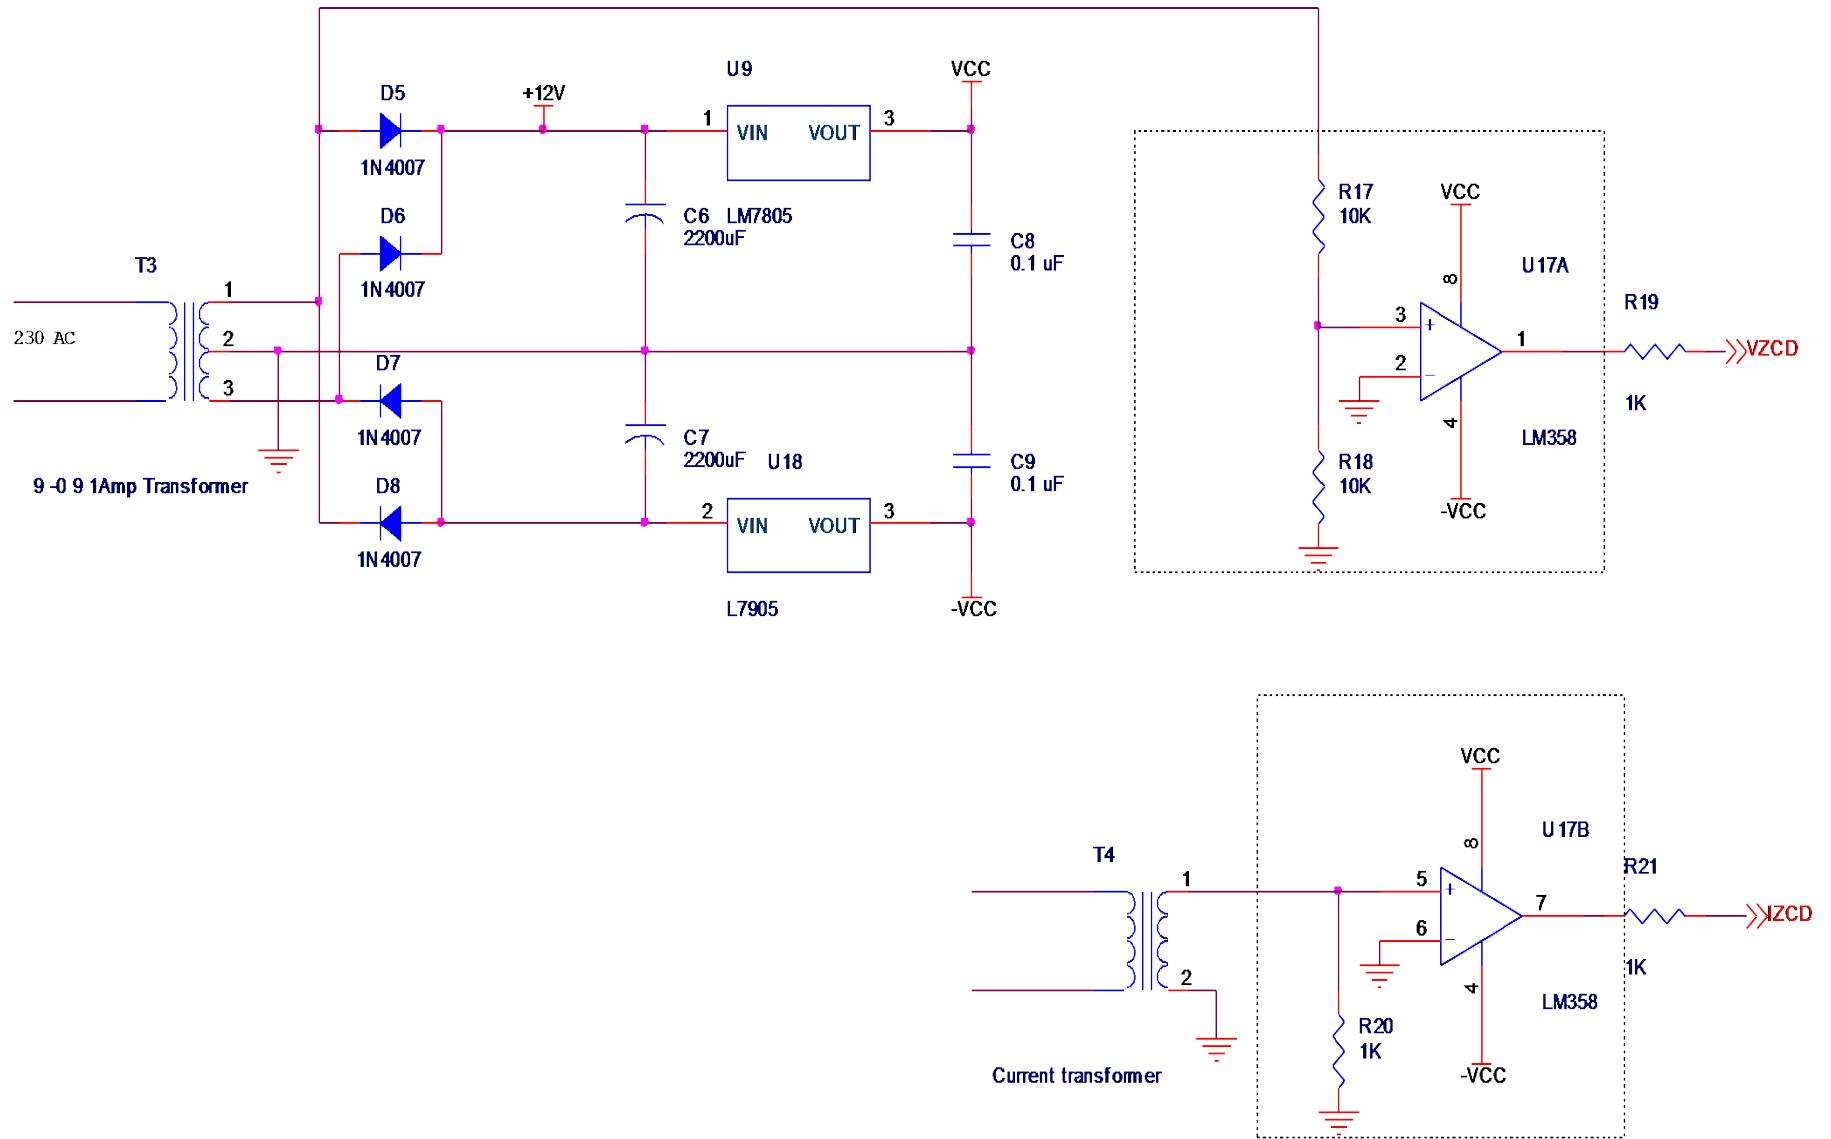 U9
VCC
D5
+12V
1
VIN
VOUT
3
1N4007
VCC
R17
10K
D6
C6
LM7805
2200uF
C8
0.1 uF
8
U17A
T3
1N4007
1
R19
3
+
230 AC
2
1
VZCD
D7
2
-
3
1K
1N4007
C7
2200uF
U18
4
LM358
C9
0.1 uF
R18
10K
9 -0 9 1Amp Transformer
D8
2
VIN
VOUT
3
-VCC
1N4007
L7905
-VCC
VCC
8
U17B
T4
R21
1
5
+
7
IZCD
6
-
2
1K
4
LM358
R20
1K
Current transformer
-VCC